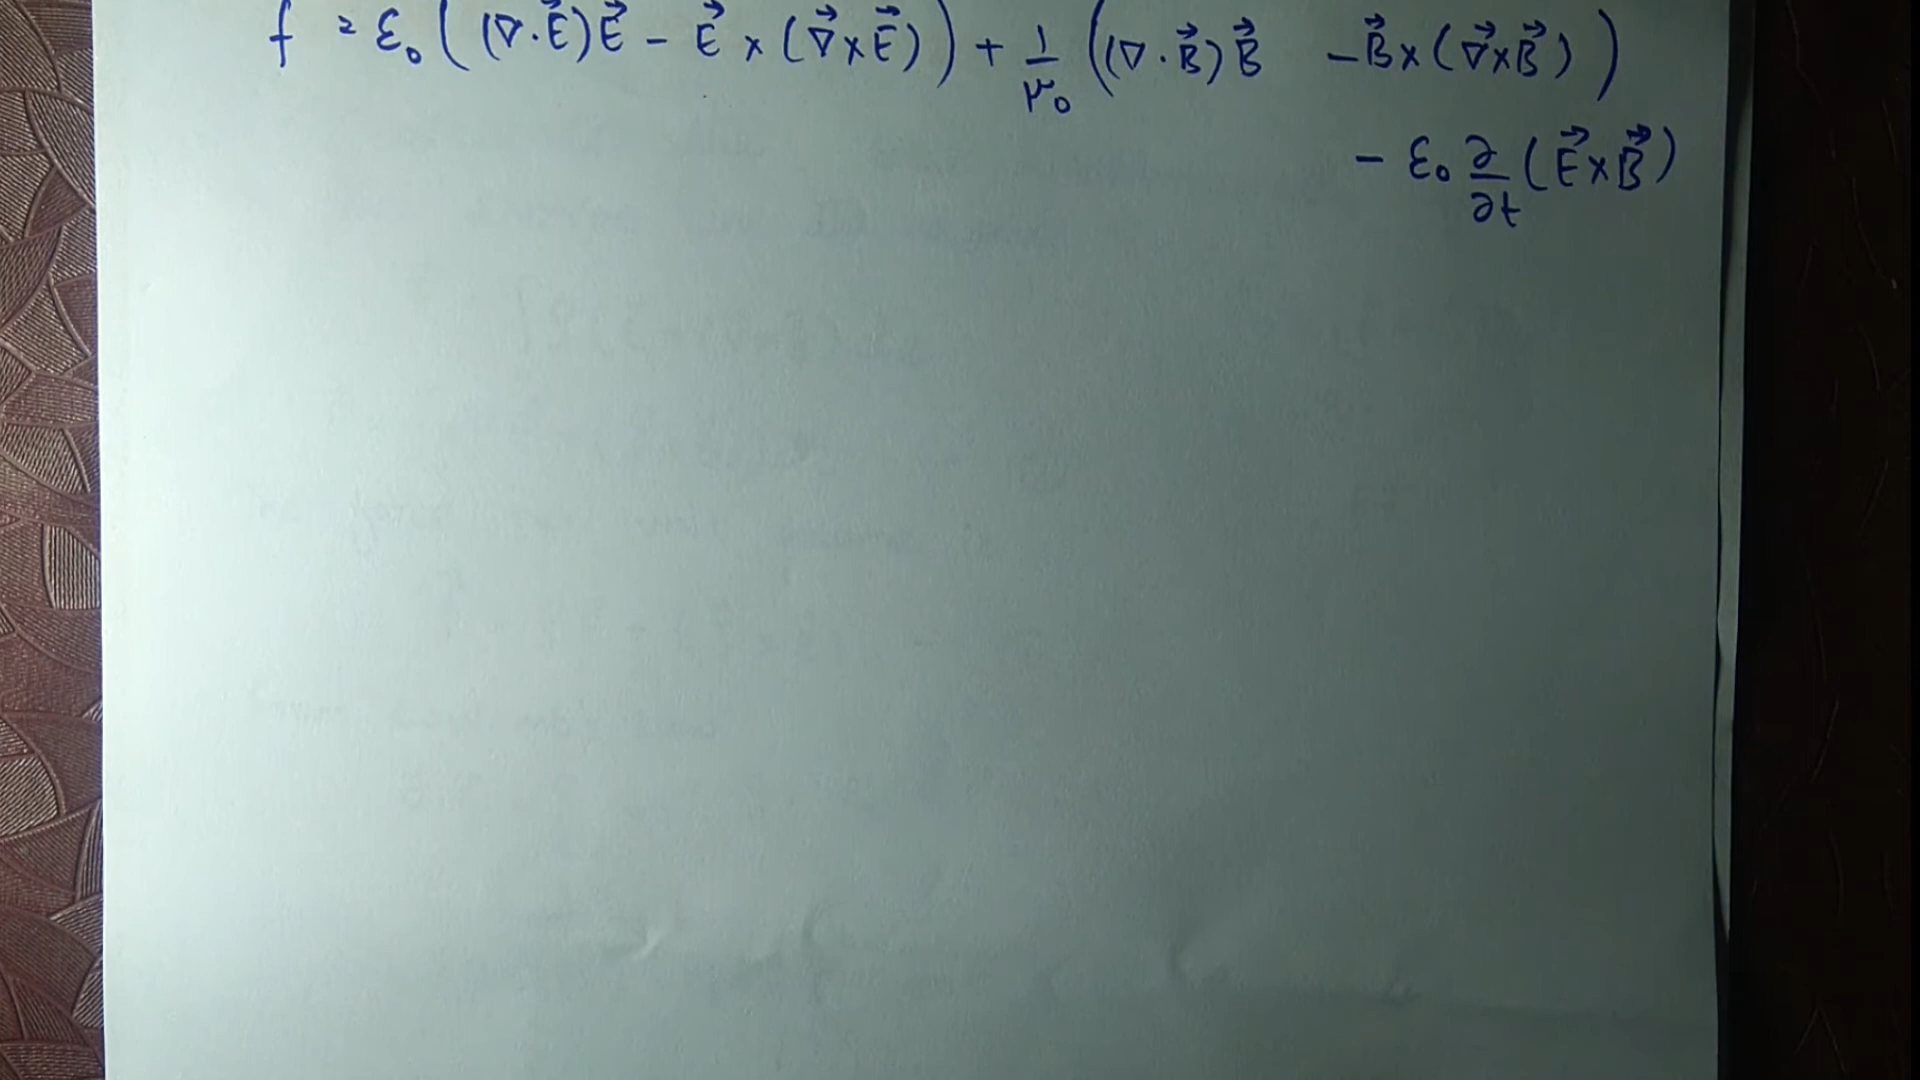 f = ε₀ ( (∇·E⃗)E⃗ − E⃗ × (∇⃗×E⃗) ) + 1/μ₀ ( (∇·B⃗)B⃗ − B⃗×(∇⃗×B⃗) )
− ε₀ ∂/∂t (E⃗×B⃗)